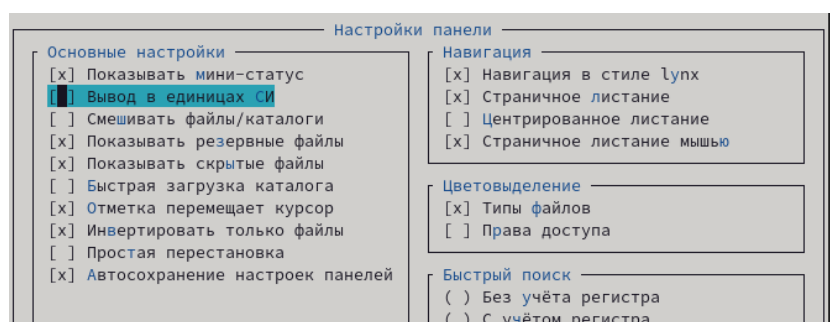 Настройки панели
Основные настройки
[x] Показывать мини-статус
[ ] Вывод в единицах СИ
[ ] Смешивать файлы/каталоги
[x] Показывать резервные файлы
[x] Показывать скрытые файлы
[ ] Быстрая загрузка каталога
[x] Отметка перемещает курсор
[x] Инвертировать только файлы
[ ] Простая перестановка
[x] Автосохранение настроек панелей
Навигация
[x] Навигация в стиле lynx
[x] Страничное листание
[ ] Центрированное листание
[x] Страничное листание мышью
Цветовыделение
[x] Типы файлов
[ ] Права доступа
Быстрый поиск
( ) Без учёта регистра
( ) С учётом регистра